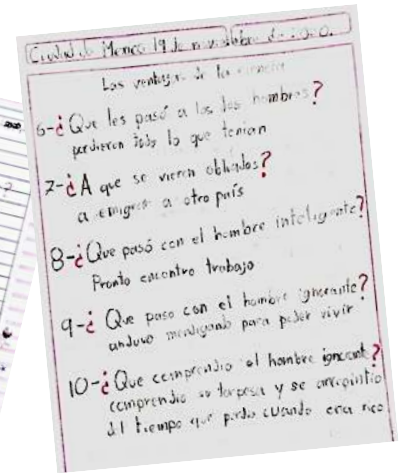 Ciudad de Mexico 19 de noviembre de 2020.
Las ventajas de la ciencia
6-¿Que les pasó a los dos hombres?
perdieron todo lo que tenian
7-¿A que se vieron obligados?
a emigrar a otro país
8-¿Que pasó con el hombre inteligente?
Pronto encontro trabajo
9-¿Que paso con el hombre ignorante?
anduvo mendigando para poder vivir
10-¿Que comprendio el hombre ignorante?
comprendio su torpesa y se arrepintio
del tiempo que perdio cuando era rico